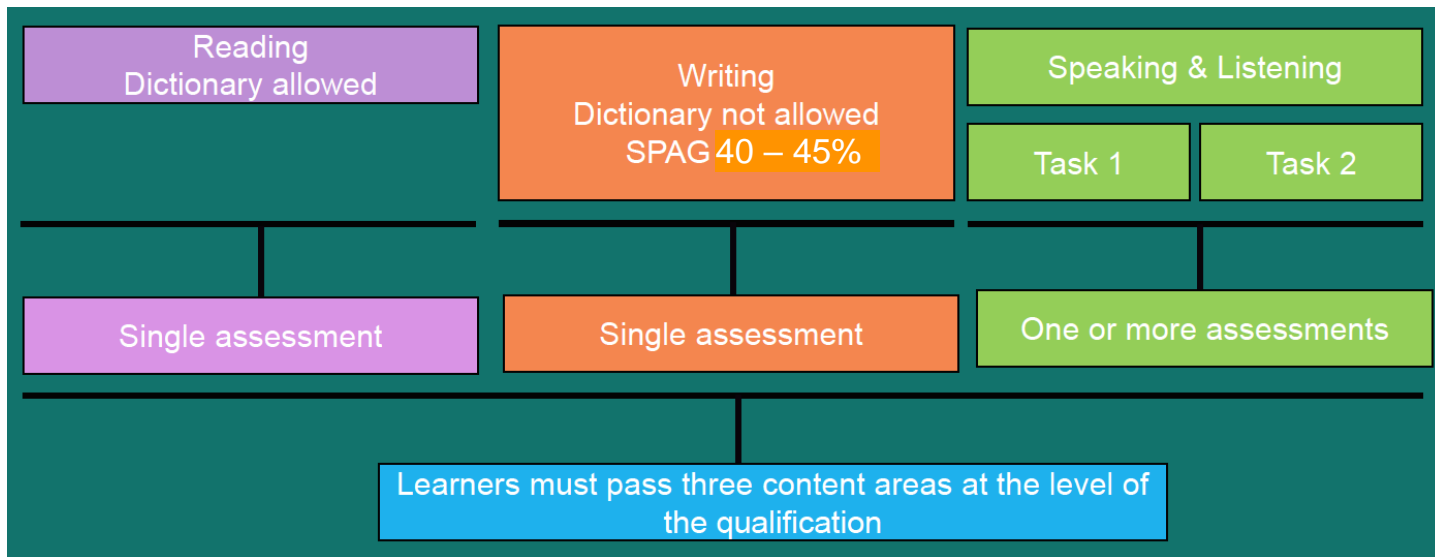 Reading
Dictionary allowed
Writing
Dictionary not allowed
SPAG 40 – 45%
Speaking & Listening
Task 1
Task 2
Single assessment
Single assessment
One or more assessments
Learners must pass three content areas at the level of
the qualification